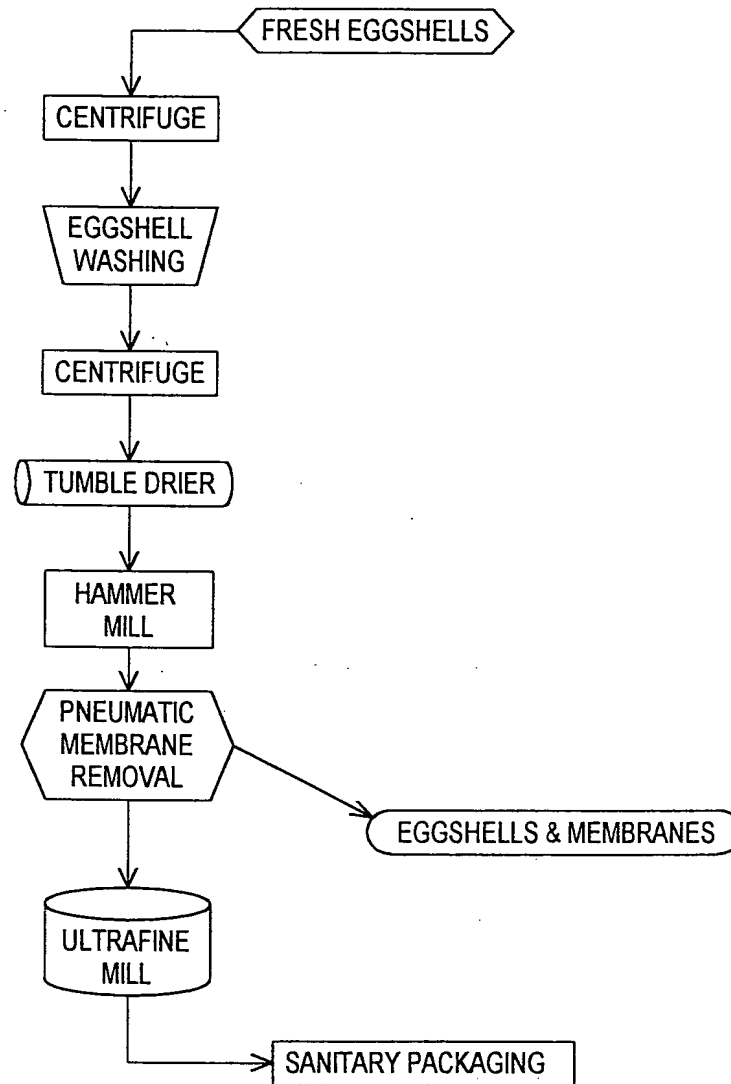 FRESH EGGSHELLS
CENTRIFUGE
EGGSHELL
WASHING
CENTRIFUGE
TUMBLE DRIER
HAMMER
MILL
PNEUMATIC
MEMBRANE
REMOVAL
EGGSHELLS & MEMBRANES
ULTRAFINE
MILL
SANITARY PACKAGING